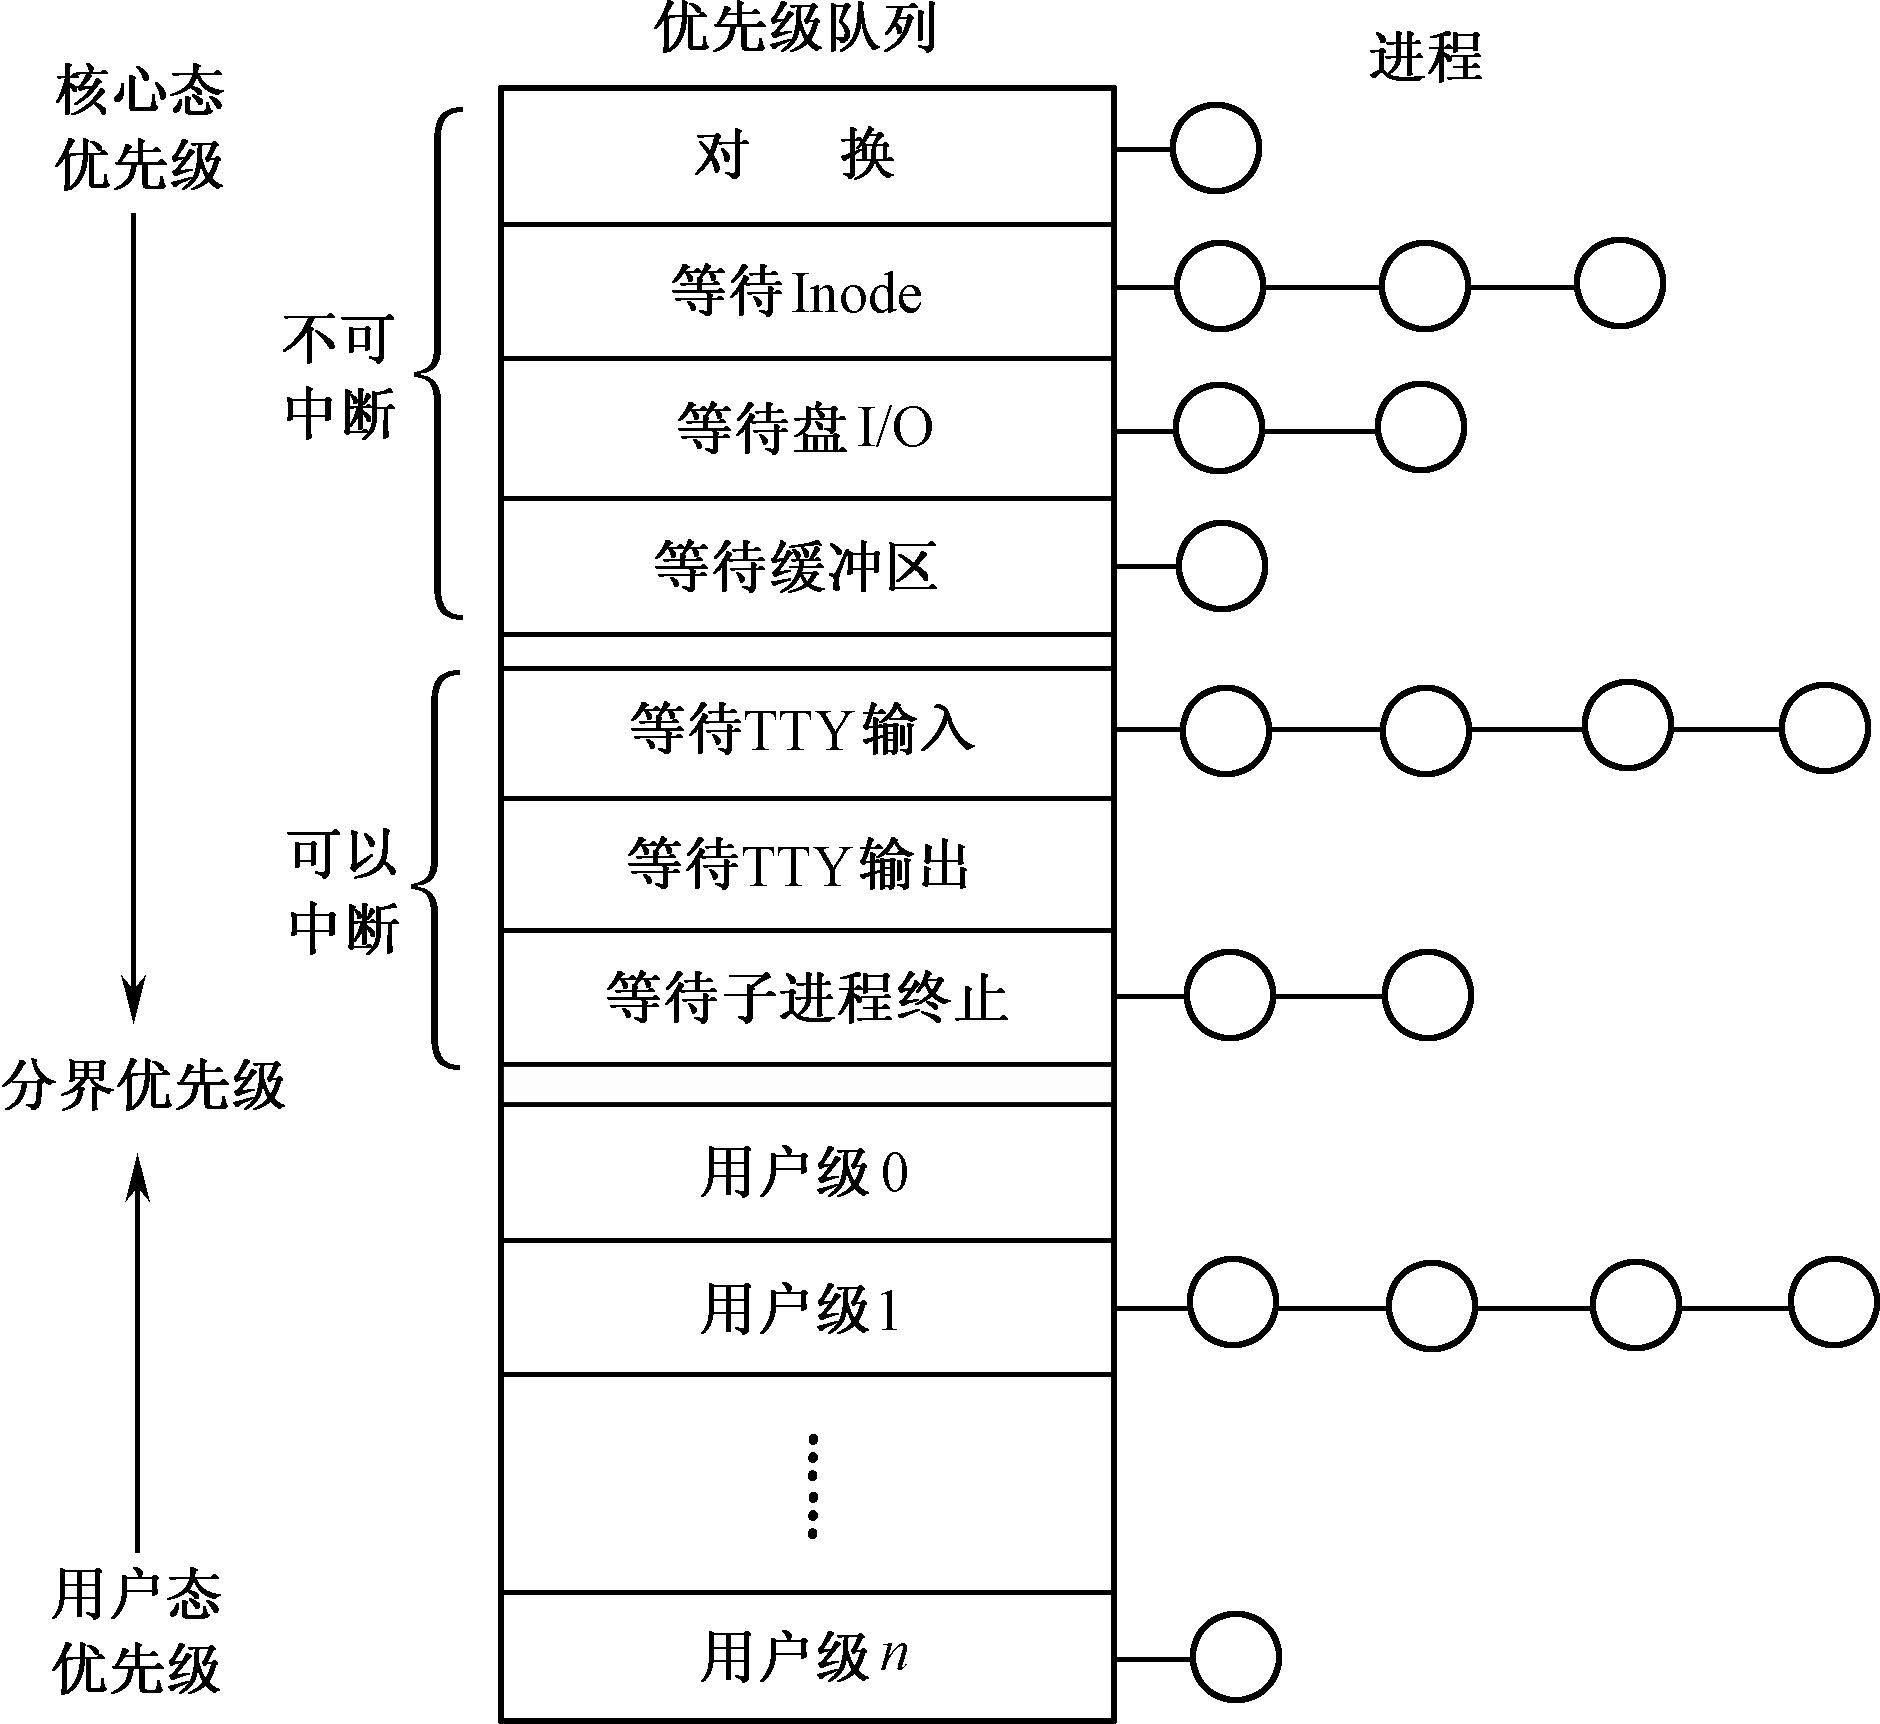 优先级队列
进程
核心态
优先级
对 换
等待Inode
不可
中断
等待盘I/O
等待缓冲区
等待TTY输入
可以
中断
等待TTY输出
等待子进程终止
分界优先级
用户级0
用户级1
……
用户态
优先级
用户级n